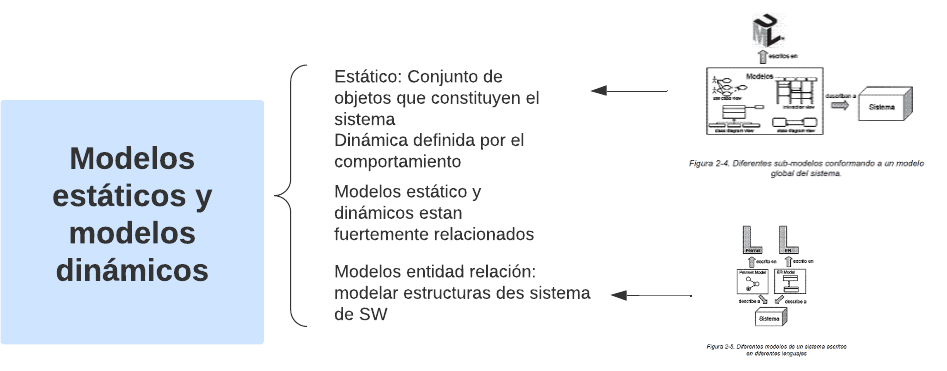 Modelos
estáticos y
modelos
dinámicos
Estático: Conjunto de
objetos que constituyen el
sistema
Dinámica definida por el
comportamiento
Modelos estático y
dinámicos estan
fuertemente relacionados
Modelos entidad relación:
modelar estructuras des sistema
de SW
UML
escritos en
Modelos
use case view
interaction view
class diagram view
state diagram view
describen a
Sistema
Figura 2-4. Diferentes sub-modelos conformando a un modelo
global del sistema.
L
L
Petrinet
ER
escrito en
escrito en
Petrinet Model
ER Model
describe a
describe a
Sistema
Figura 2-5. Diferentes modelos de un sistema escritos
en diferentes lenguajes